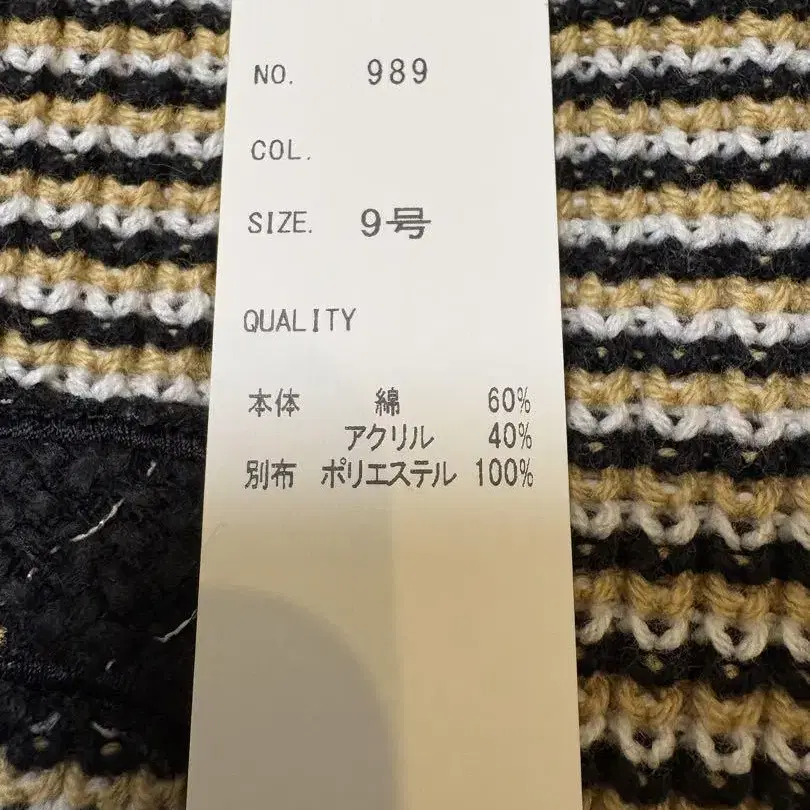 NO. 989
COL.
SIZE. 9号
QUALITY
本体 綿 60%
アクリル 40%
別布 ポリエステル 100%